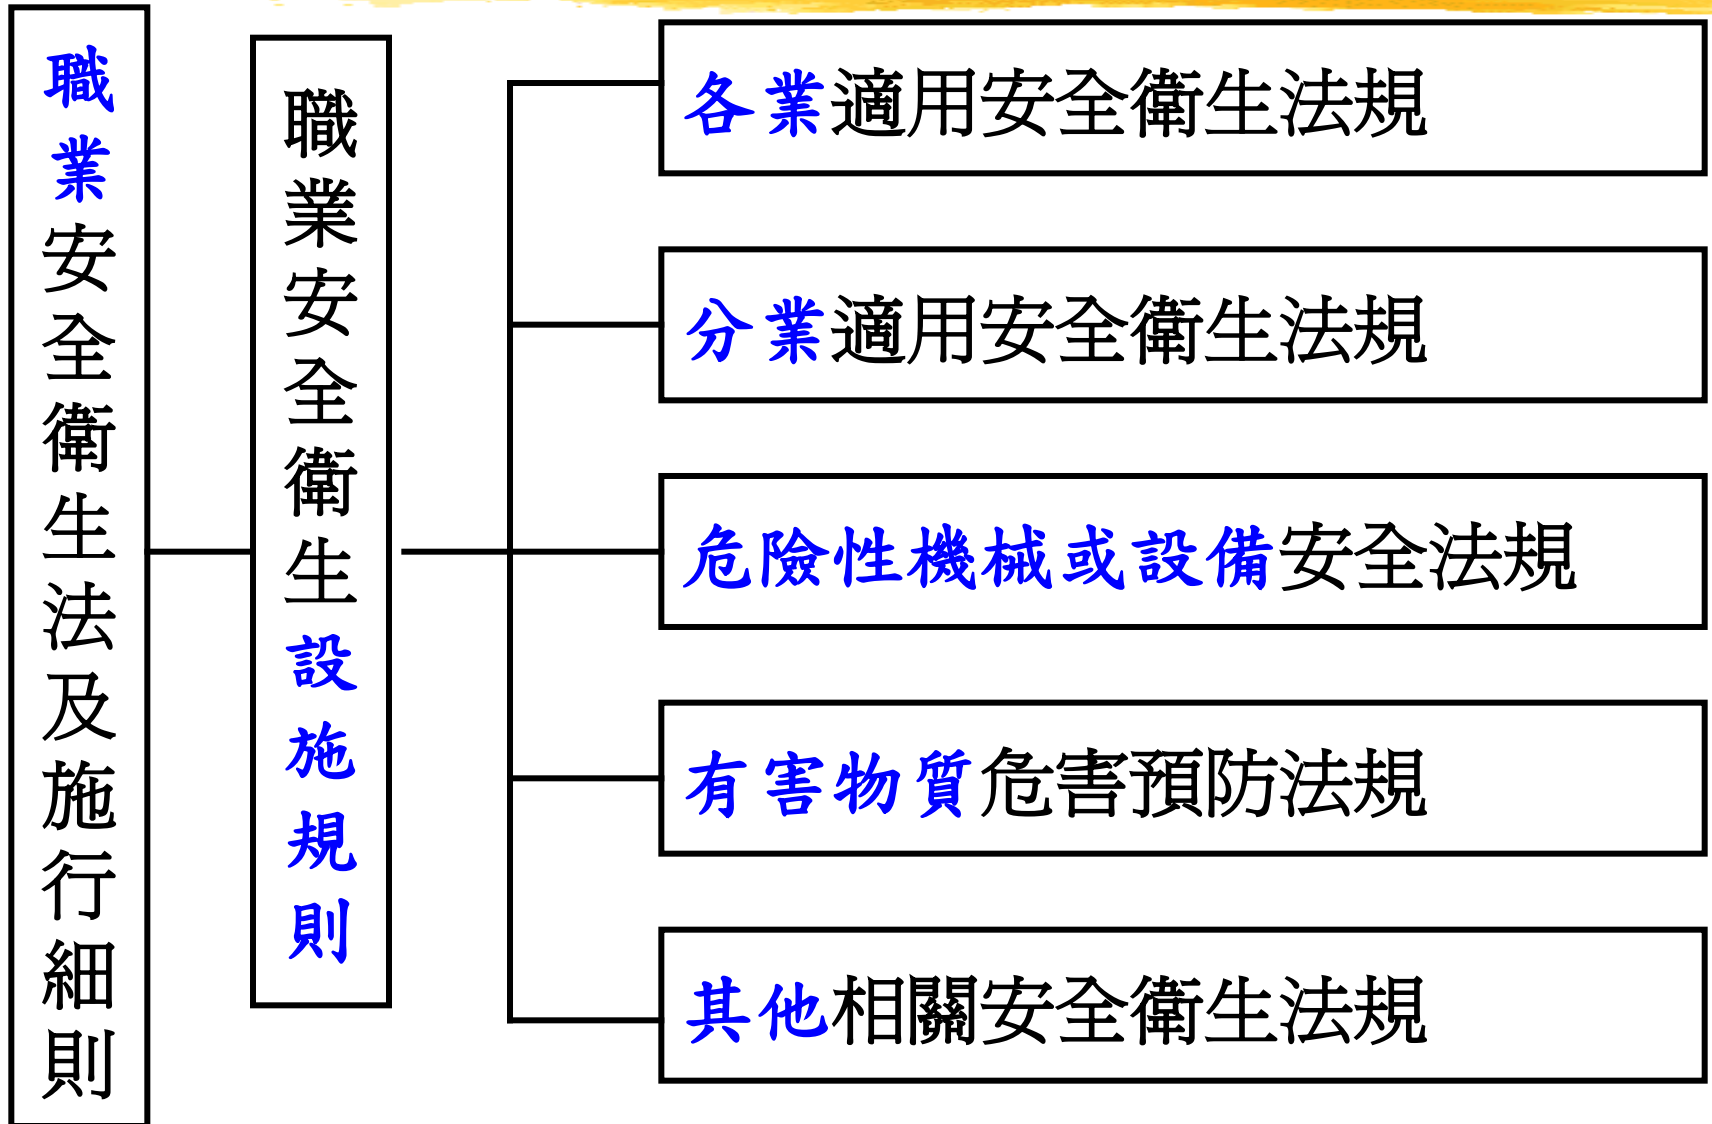 職業安全衛生法及施行細則
職業安全衛生設施規則
各業適用安全衛生法規
分業適用安全衛生法規
危險性機械或設備安全法規
有害物質危害預防法規
其他相關安全衛生法規